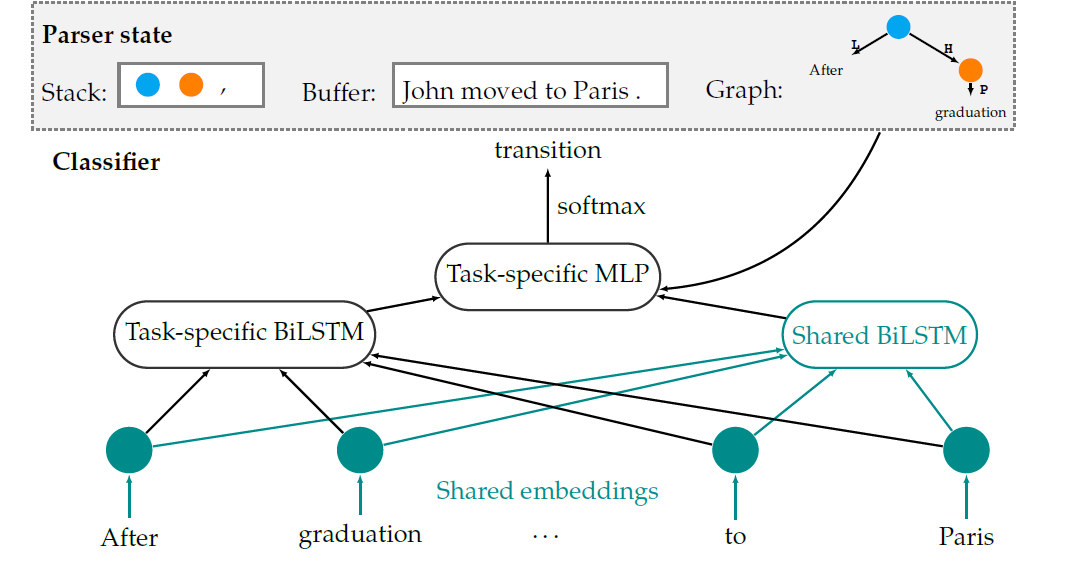 Parser state
Stack: ,
Buffer: John moved to Paris .
Graph:
L
H
After
P
graduation
Classifier
transition
softmax
Task-specific MLP
Task-specific BiLSTM
Shared BiLSTM
Shared embeddings
After graduation ... to Paris